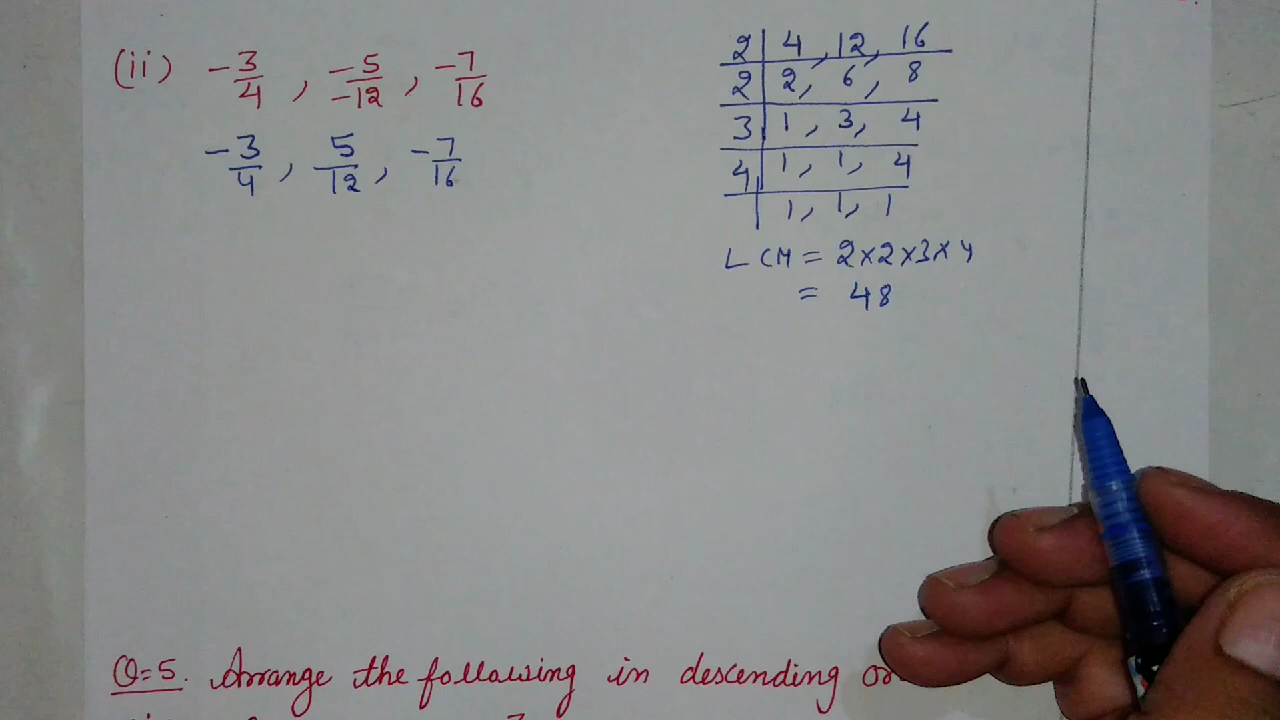 (ii) -3/4 , -5/-12 , -7/16
-3/4 , 5/12 , -7/16
2 | 4 , 12 , 16
2 | 2 , 6 , 8
3 | 1 , 3 , 4
4 | 1 , 1 , 4
| 1 , 1 , 1
LCM = 2×2×3×4
= 48
Q=5. Arrange the following in descending